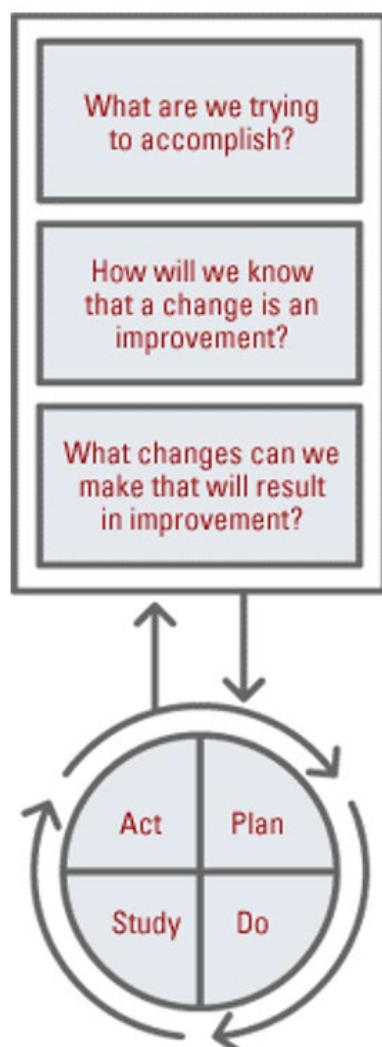 What are we trying
to accomplish?
How will we know
that a change is an
improvement?
What changes can we
make that will result
in improvement?
Act
Plan
Study
Do